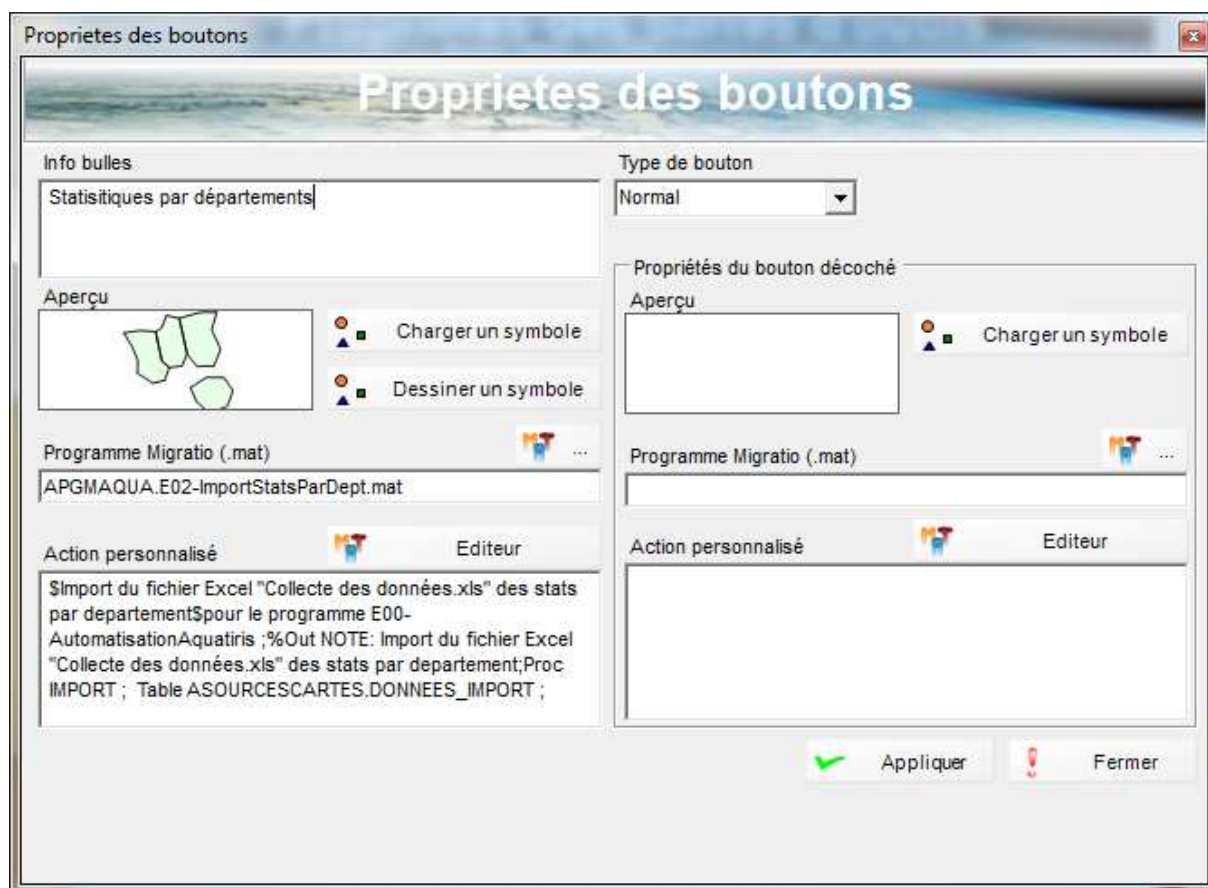 Proprietes des boutons
Proprietes des boutons
Info bulles
Statisitiques par départements
Type de bouton
Normal
Aperçu
Charger un symbole
Dessiner un symbole
Programme Migratio (.mat)
...
APGMAQUA.E02-ImportStatsParDept.mat
Action personnalisé
Editeur
$Import du fichier Excel "Collecte des données.xls" des stats
par departement$pour le programme E00-
AutomatisationAquatiris ;%Out NOTE: Import du fichier Excel
"Collecte des données.xls" des stats par departement;Proc
IMPORT ; Table ASOURCESCARTES.DONNEES_IMPORT ;
Propriétés du bouton décoché
Aperçu
Charger un symbole
Programme Migratio (.mat)
...
Action personnalisé
Editeur
Appliquer
Fermer